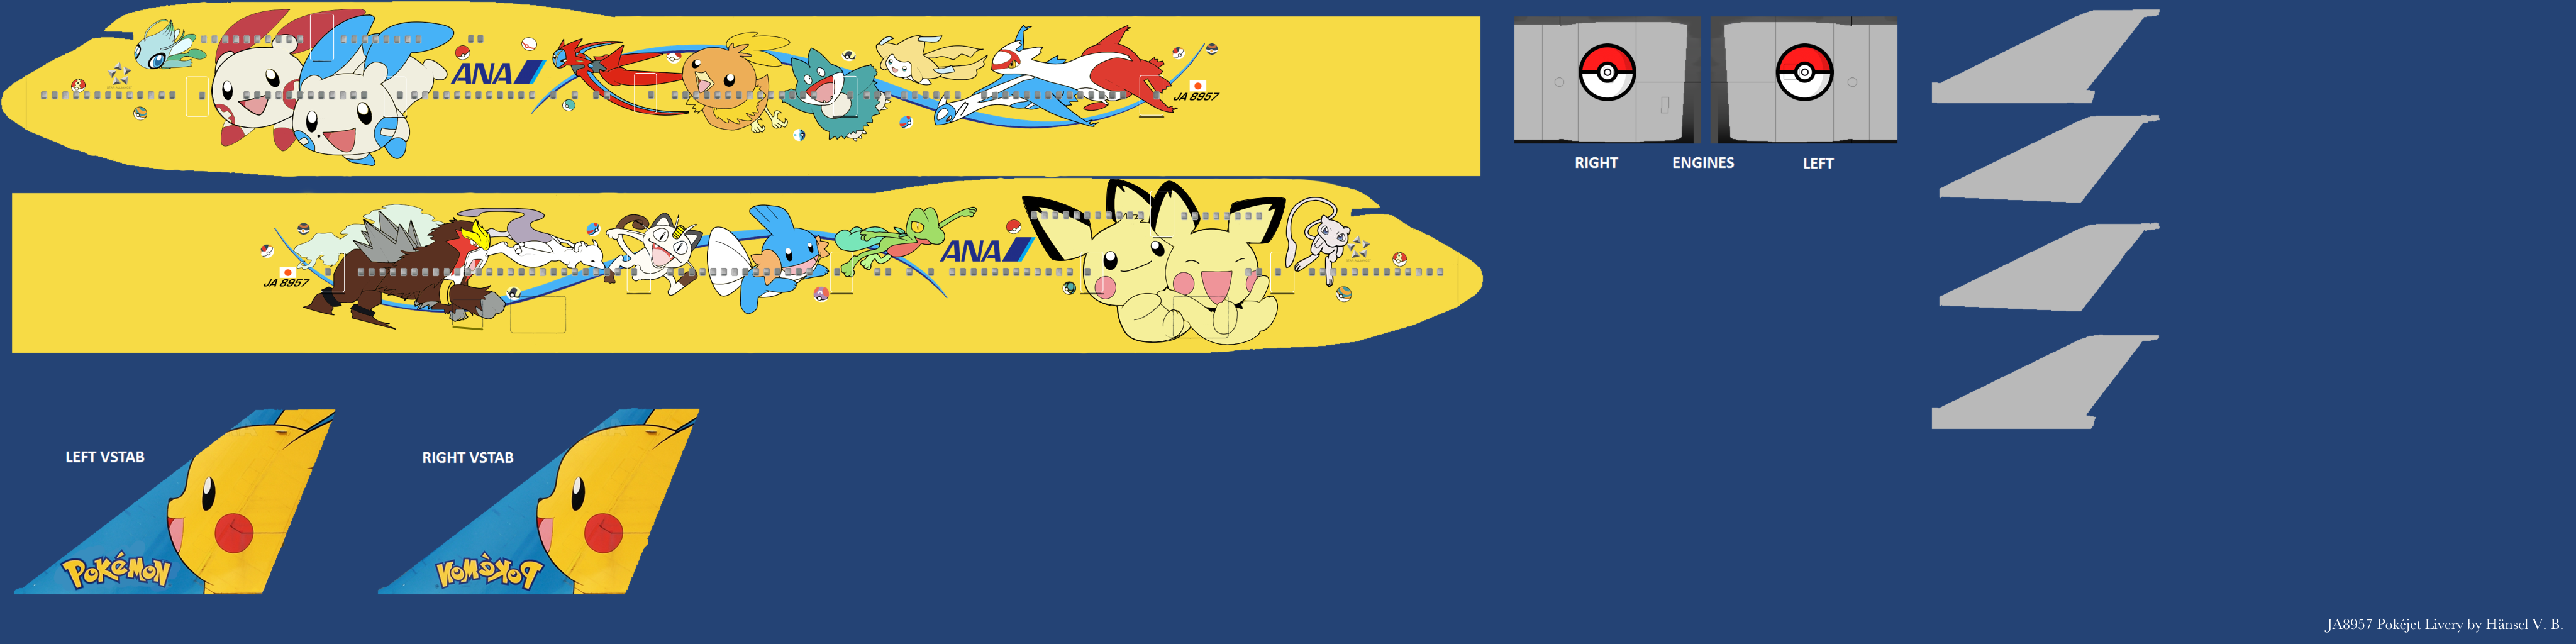 ANA
JA 8957
RIGHT ENGINES LEFT
ANA
JA 8957
LEFT VSTAB
RIGHT VSTAB
POKéMON
POKéMON
JA8957 Pokéjet Livery by Hänsel V. B.